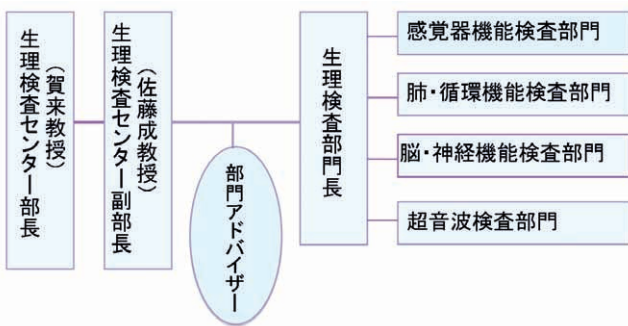 生理検査センター部長
（賀来教授）
生理検査センター副部長
（佐藤成教授）
部門アドバイザー
生理検査部門長
感覚器機能検査部門
肺・循環機能検査部門
脳・神経機能検査部門
超音波検査部門